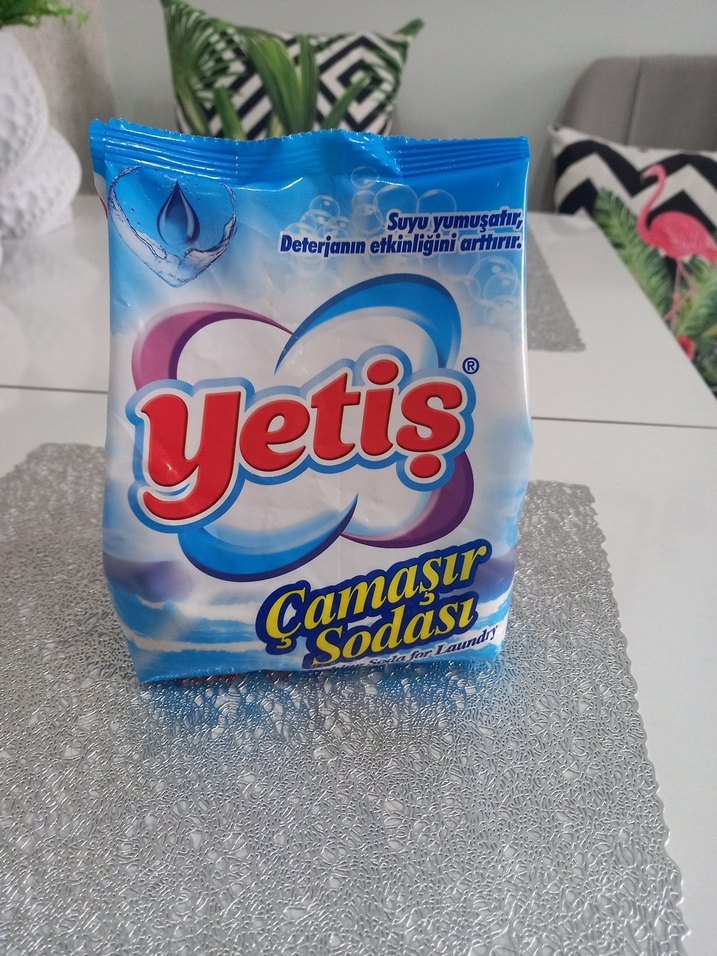 Suyu yumuşatır,
Deterjanın etkinliğini arttırır.
yetiş®
Çamaşır
Sodası
Soda for Laundry